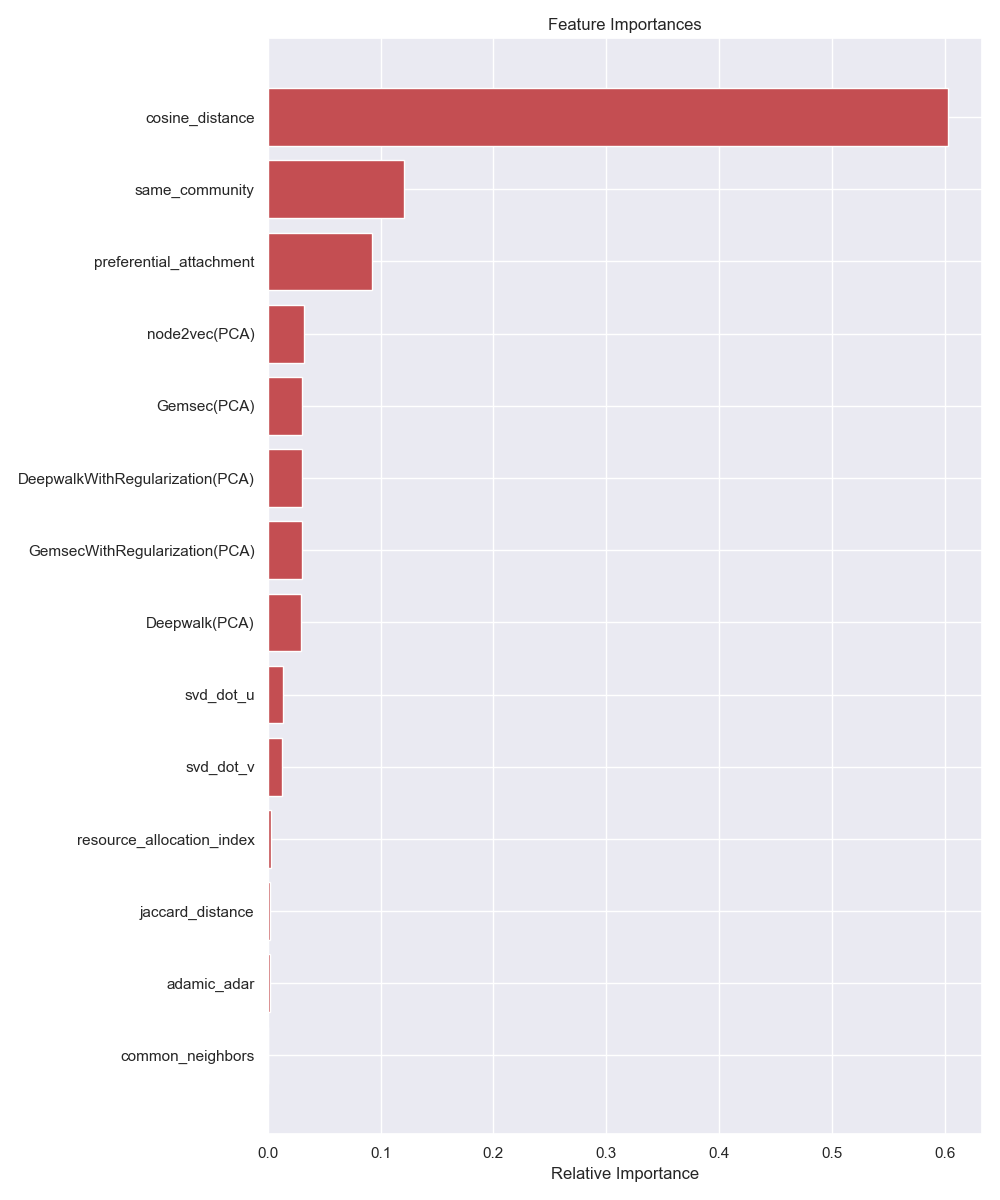 Feature Importances
cosine_distance
same_community
preferential_attachment
node2vec(PCA)
Gemsec(PCA)
DeepwalkWithRegularization(PCA)
GemsecWithRegularization(PCA)
Deepwalk(PCA)
svd_dot_u
svd_dot_v
resource_allocation_index
jaccard_distance
adamic_adar
common_neighbors
0.0 0.1 0.2 0.3 0.4 0.5 0.6
Relative Importance